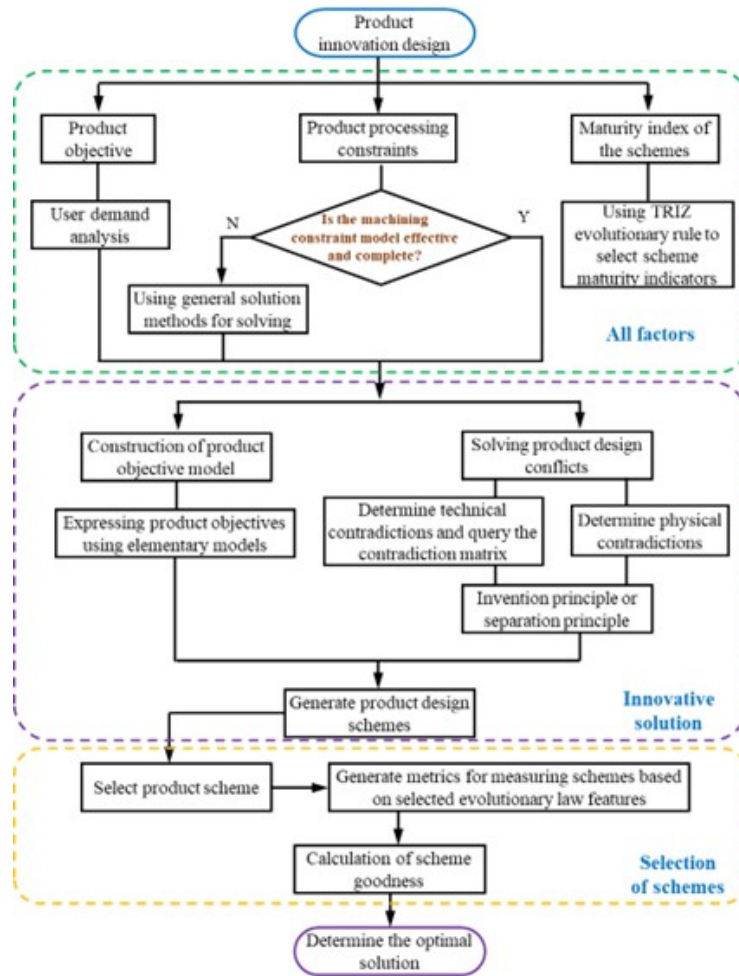 Product
innovation design
Product
objective
Product processing
constraints
Maturity index of
the schemes
User demand
analysis
N
Is the machining
constraint model effective
and complete?
Y
Using TRIZ
evolutionary rule to
select scheme
maturity indicators
Using general solution
methods for solving
All factors
Construction of product
objective model
Solving product design
conflicts
Expressing product objectives
using elementary models
Determine technical
contradictions and query the
contradiction matrix
Determine physical
contradictions
Invention principle or
separation principle
Generate product design
schemes
Innovative
solution
Select product scheme
Generate metrics for measuring schemes based
on selected evolutionary law features
Calculation of scheme
goodness
Selection
of schemes
Determine the optimal
solution